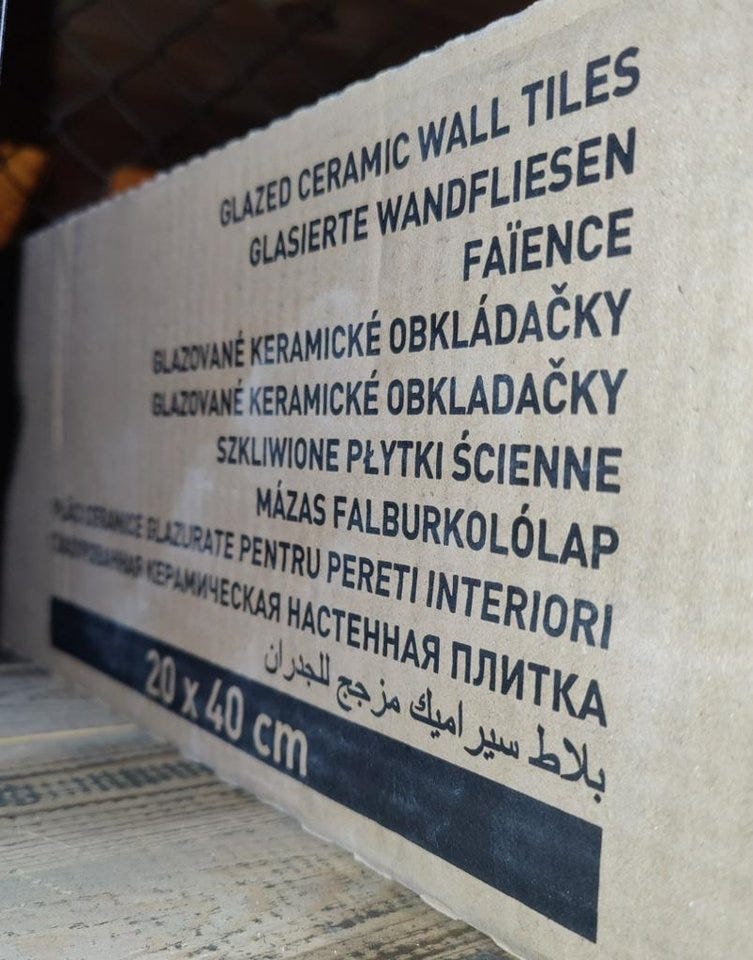 GLAZED CERAMIC WALL TILES
GLASIERTE WANDFLIESEN
FAÏENCE
GLAZOVANÉ KERAMICKÉ OBKLÁDAČKY
GLAZOVANÉ KERAMICKÉ OBKLADAČKY
SZKLIWIONE PŁYTKI ŚCIENNE
MÁZAS FALBURKOLÓLAP
PLĂCI CERAMICE GLAZURATE PENTRU PERETI INTERIORI
ГЛАЗУРОВАННАЯ КЕРАМИЧЕСКАЯ НАСТЕННАЯ ПЛИТКА
بلاط سيراميك مزجج للجدران
20 x 40 cm